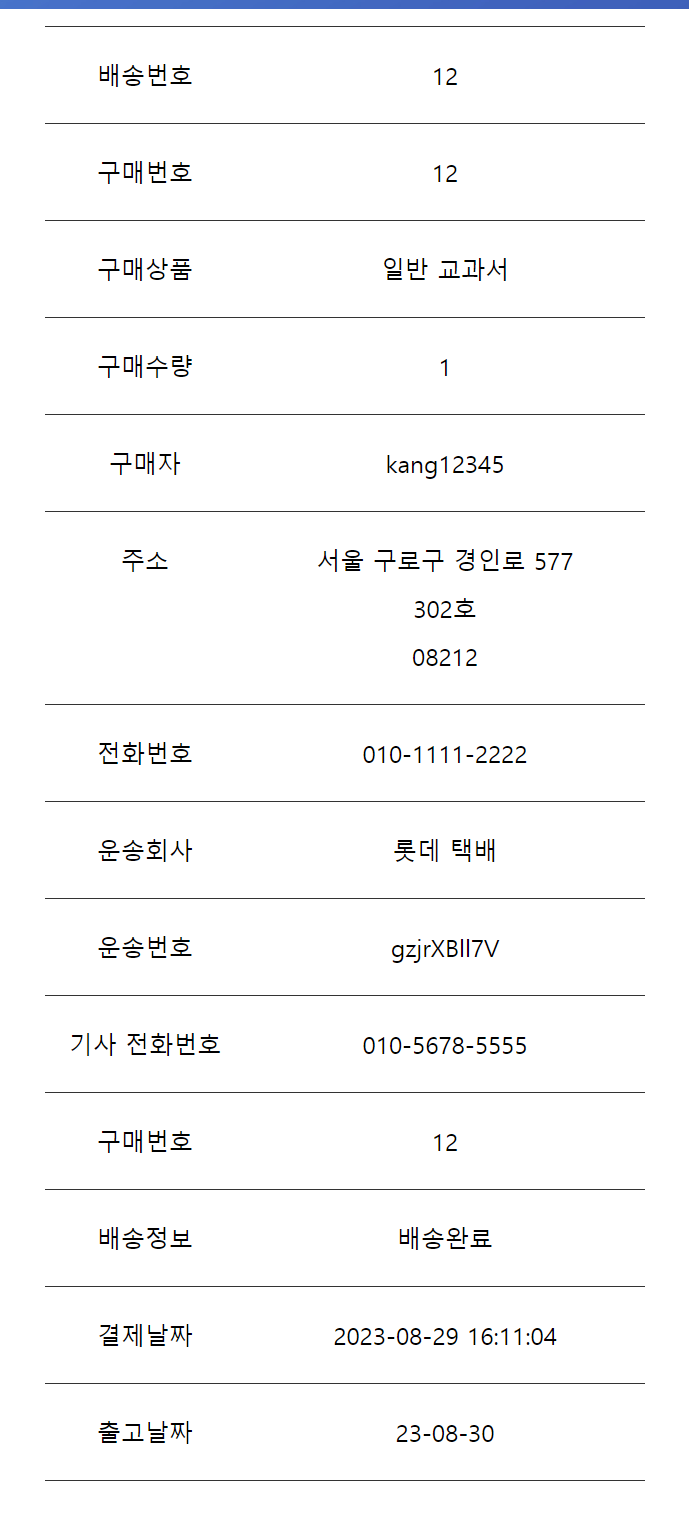 배송번호 12
구매번호 12
구매상품 일반 교과서
구매수량 1
구매자 kang12345
주소 서울 구로구 경인로 577
302호
08212
전화번호 010-1111-2222
운송회사 롯데 택배
운송번호 gzjrXBll7V
기사 전화번호 010-5678-5555
구매번호 12
배송정보 배송완료
결제날짜 2023-08-29 16:11:04
출고날짜 23-08-30